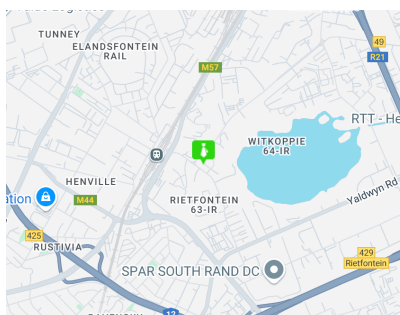 TUNNEY
49
ELANDSFONTEIN
RAIL
R21
M57
RTT - He
WITKOPPIE
64-IR
HENVILLE
Yaldwyn Rd
ation
M44
RIETFONTEIN
63-IR
425
RUSTIVIA
429
Rietfontein
SPAR SOUTH RAND DC
12